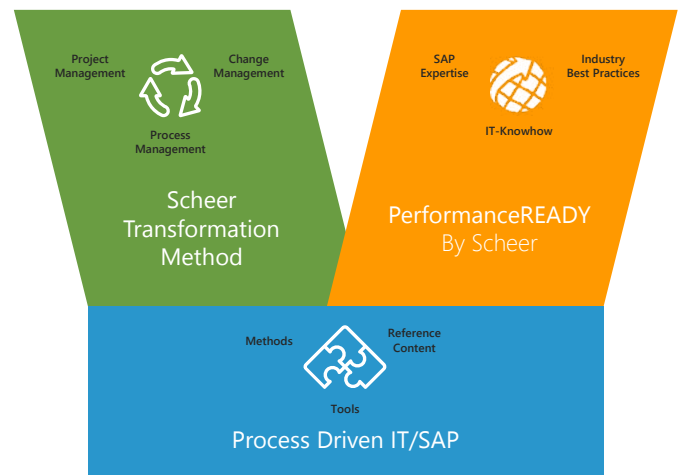 Project
Management
Change
Management
Process
Management
Scheer
Transformation
Method
SAP
Expertise
Industry
Best Practices
IT-Knowhow
PerformanceREADY
By Scheer
Methods
Reference
Content
Tools
Process Driven IT/SAP